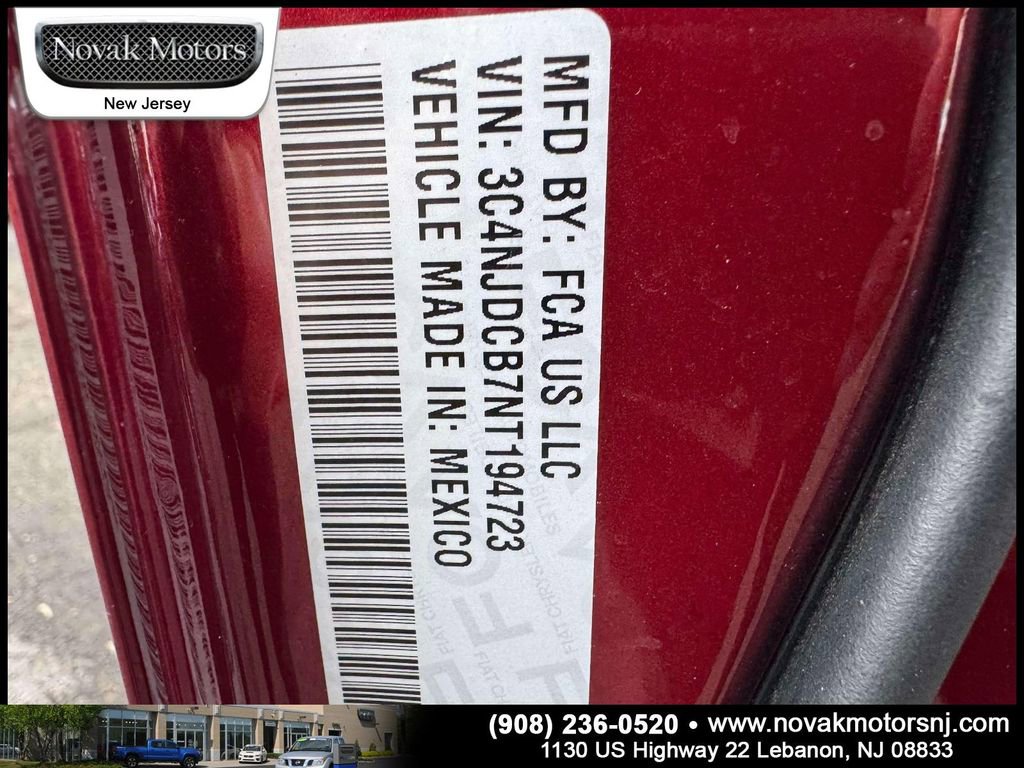 Novak Motors
New Jersey
MFD BY: FCA US LLC
VIN: 3C4NJDCB7NT194723
VEHICLE MADE IN: MEXICO
(908) 236-0520 • www.novakmotorsnj.com
1130 US Highway 22 Lebanon, NJ 08833